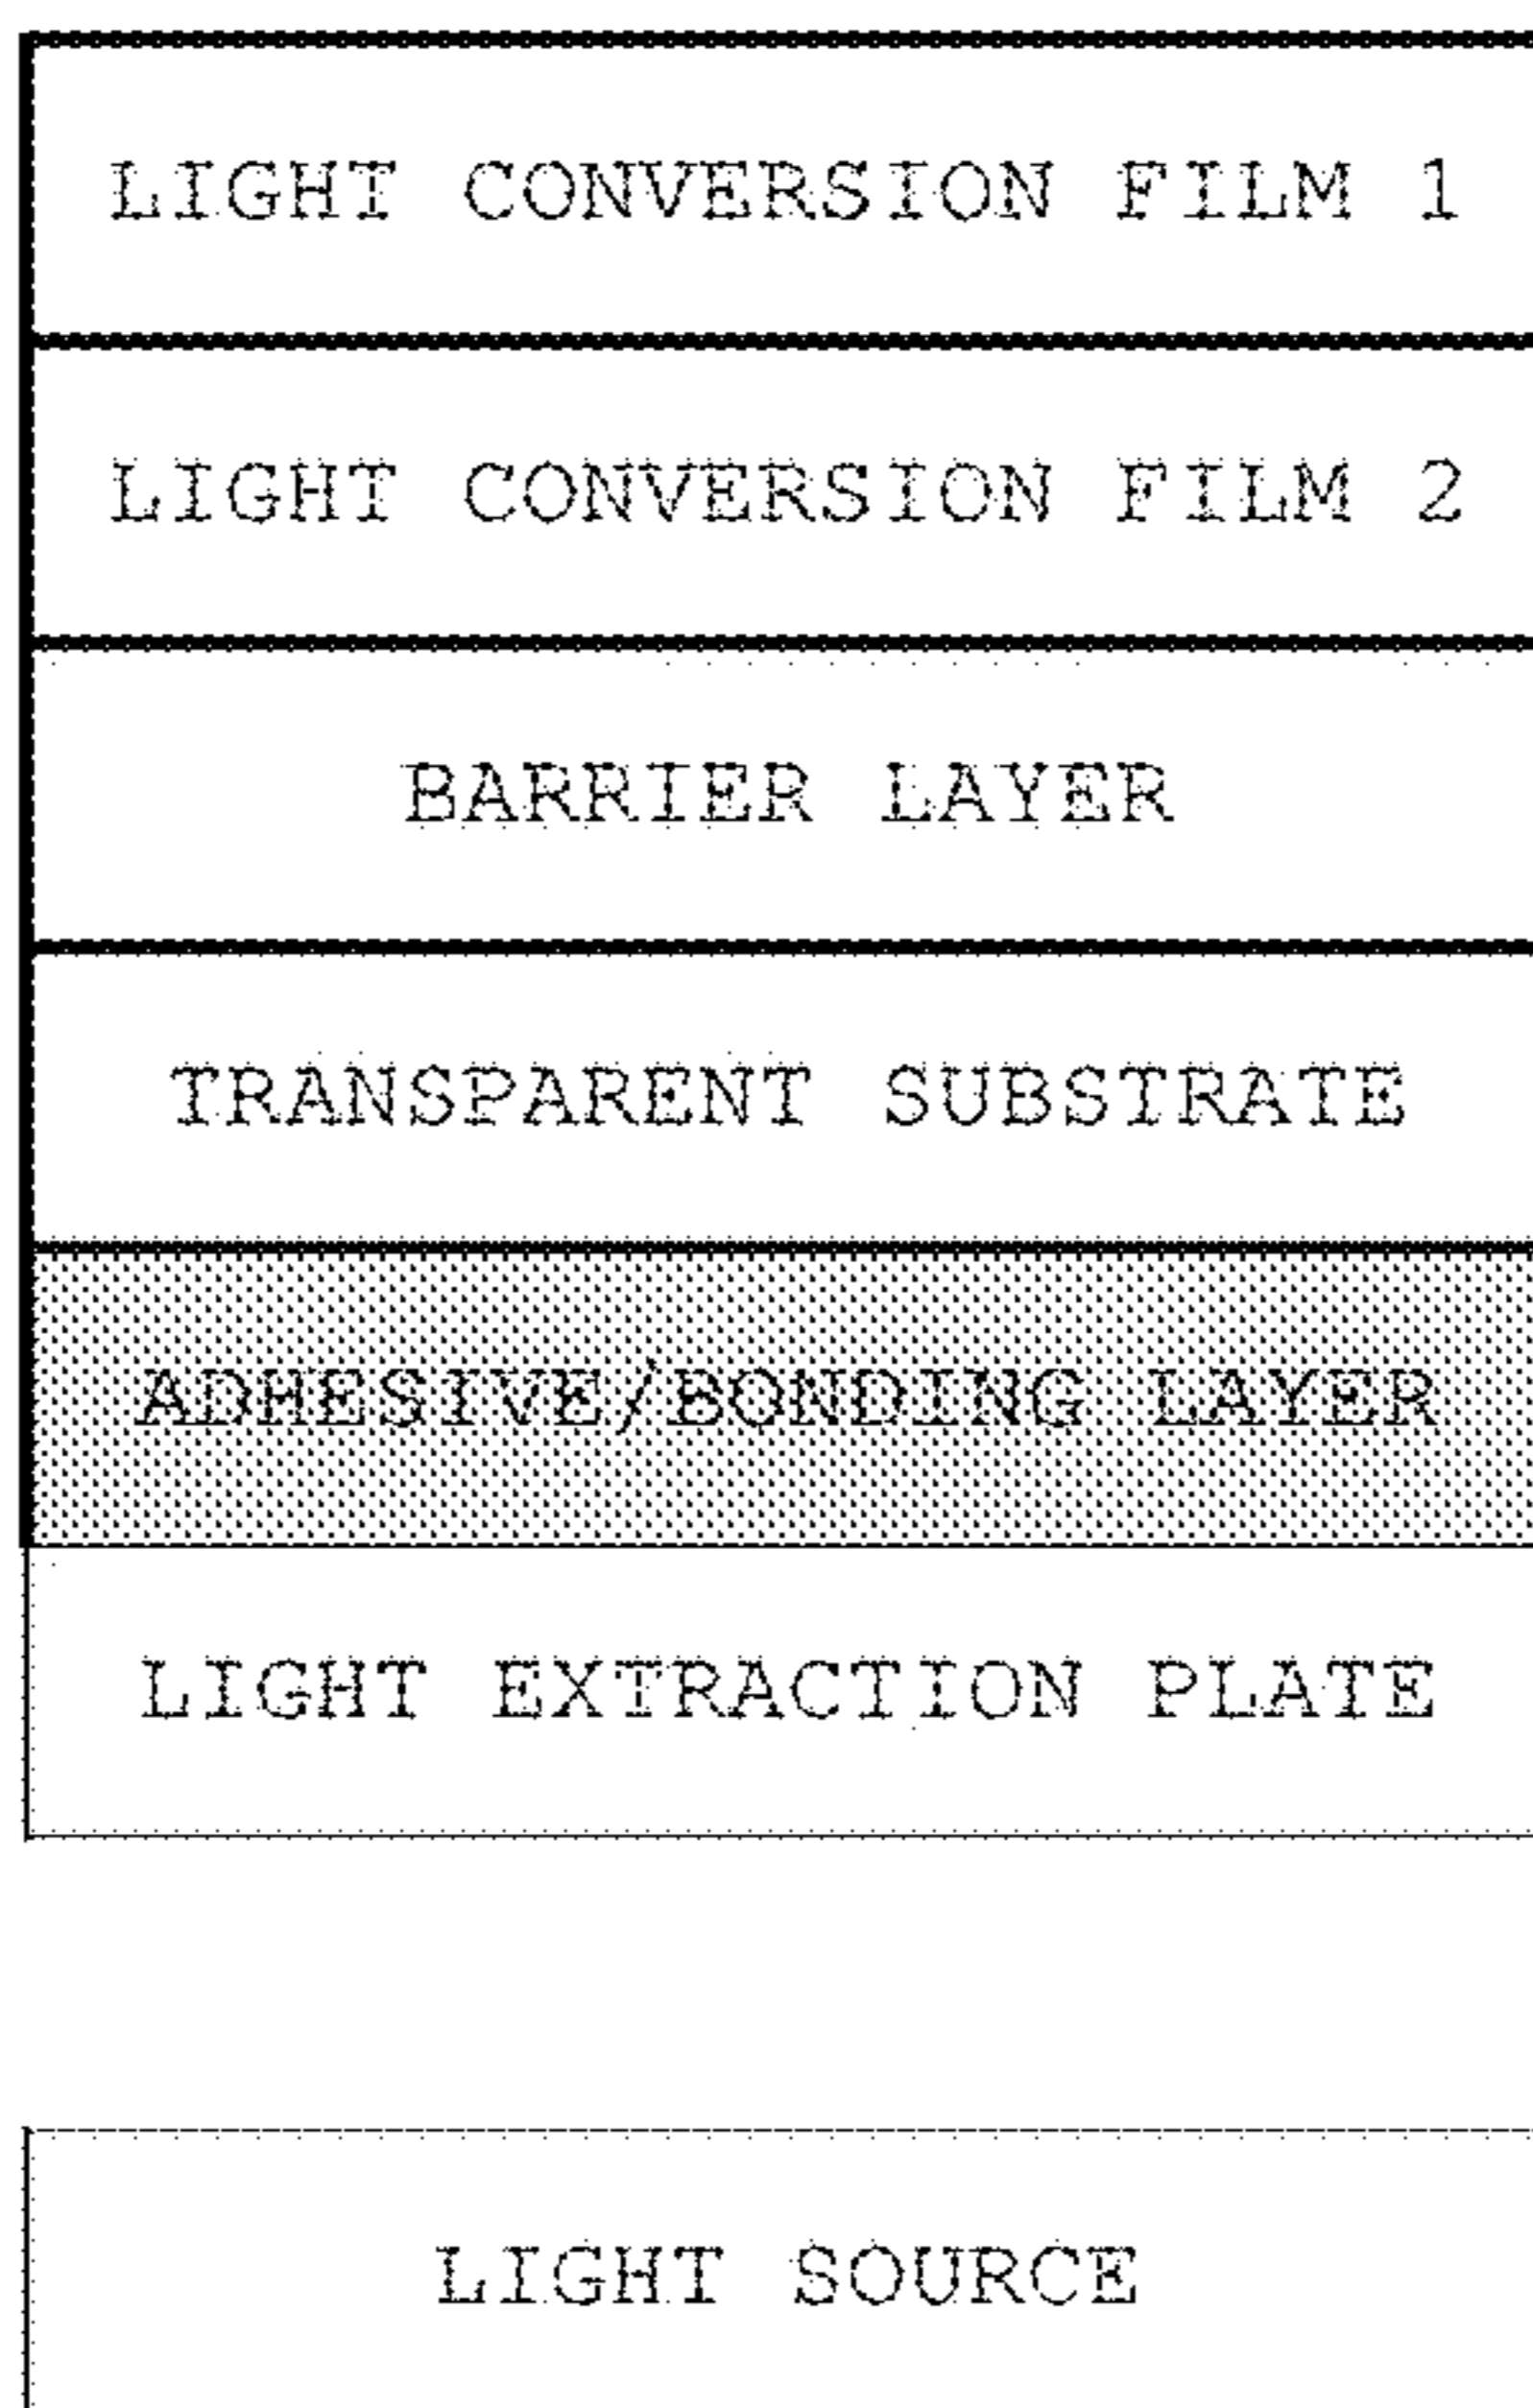 LIGHT CONVERSION FILM 1
LIGHT CONVERSION FILM 2
BARRIER LAYER
TRANSPARENT SUBSTRATE
ADHESIVE/BONDING LAYER
LIGHT EXTRACTION PLATE
LIGHT SOURCE